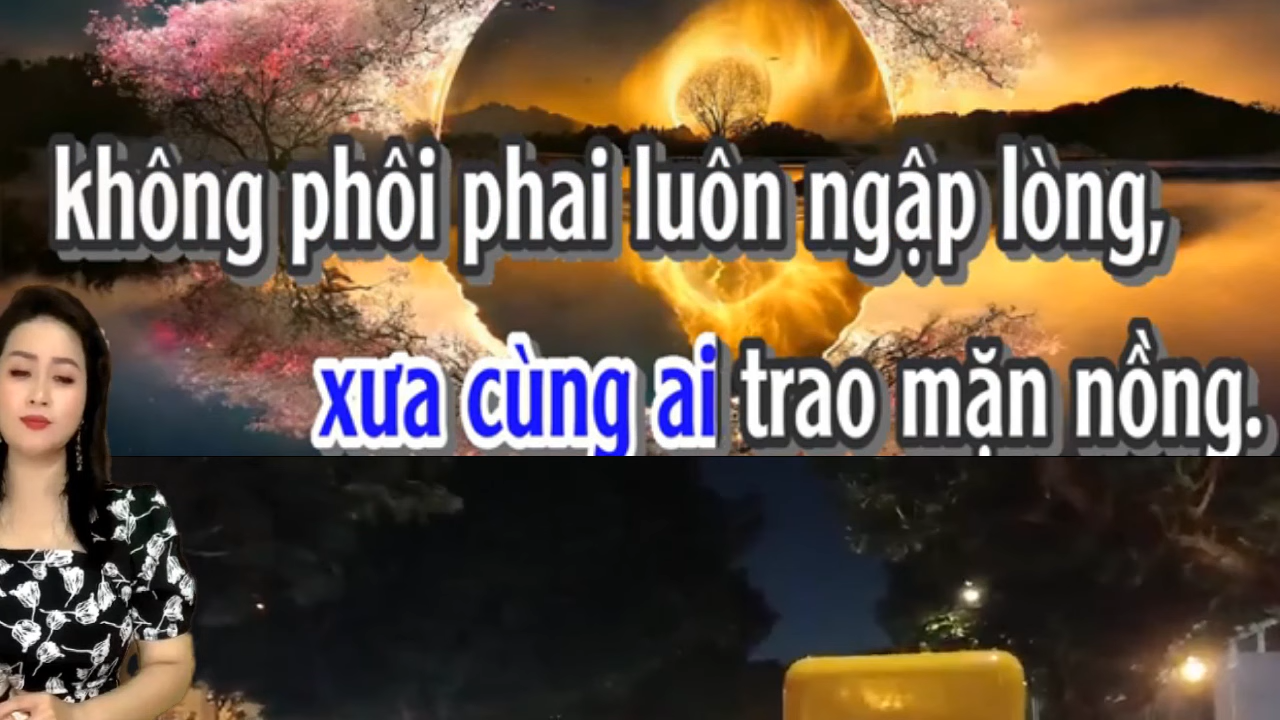 không phôi phai luôn ngập lòng,
xưa cùng ai trao mặn nồng.